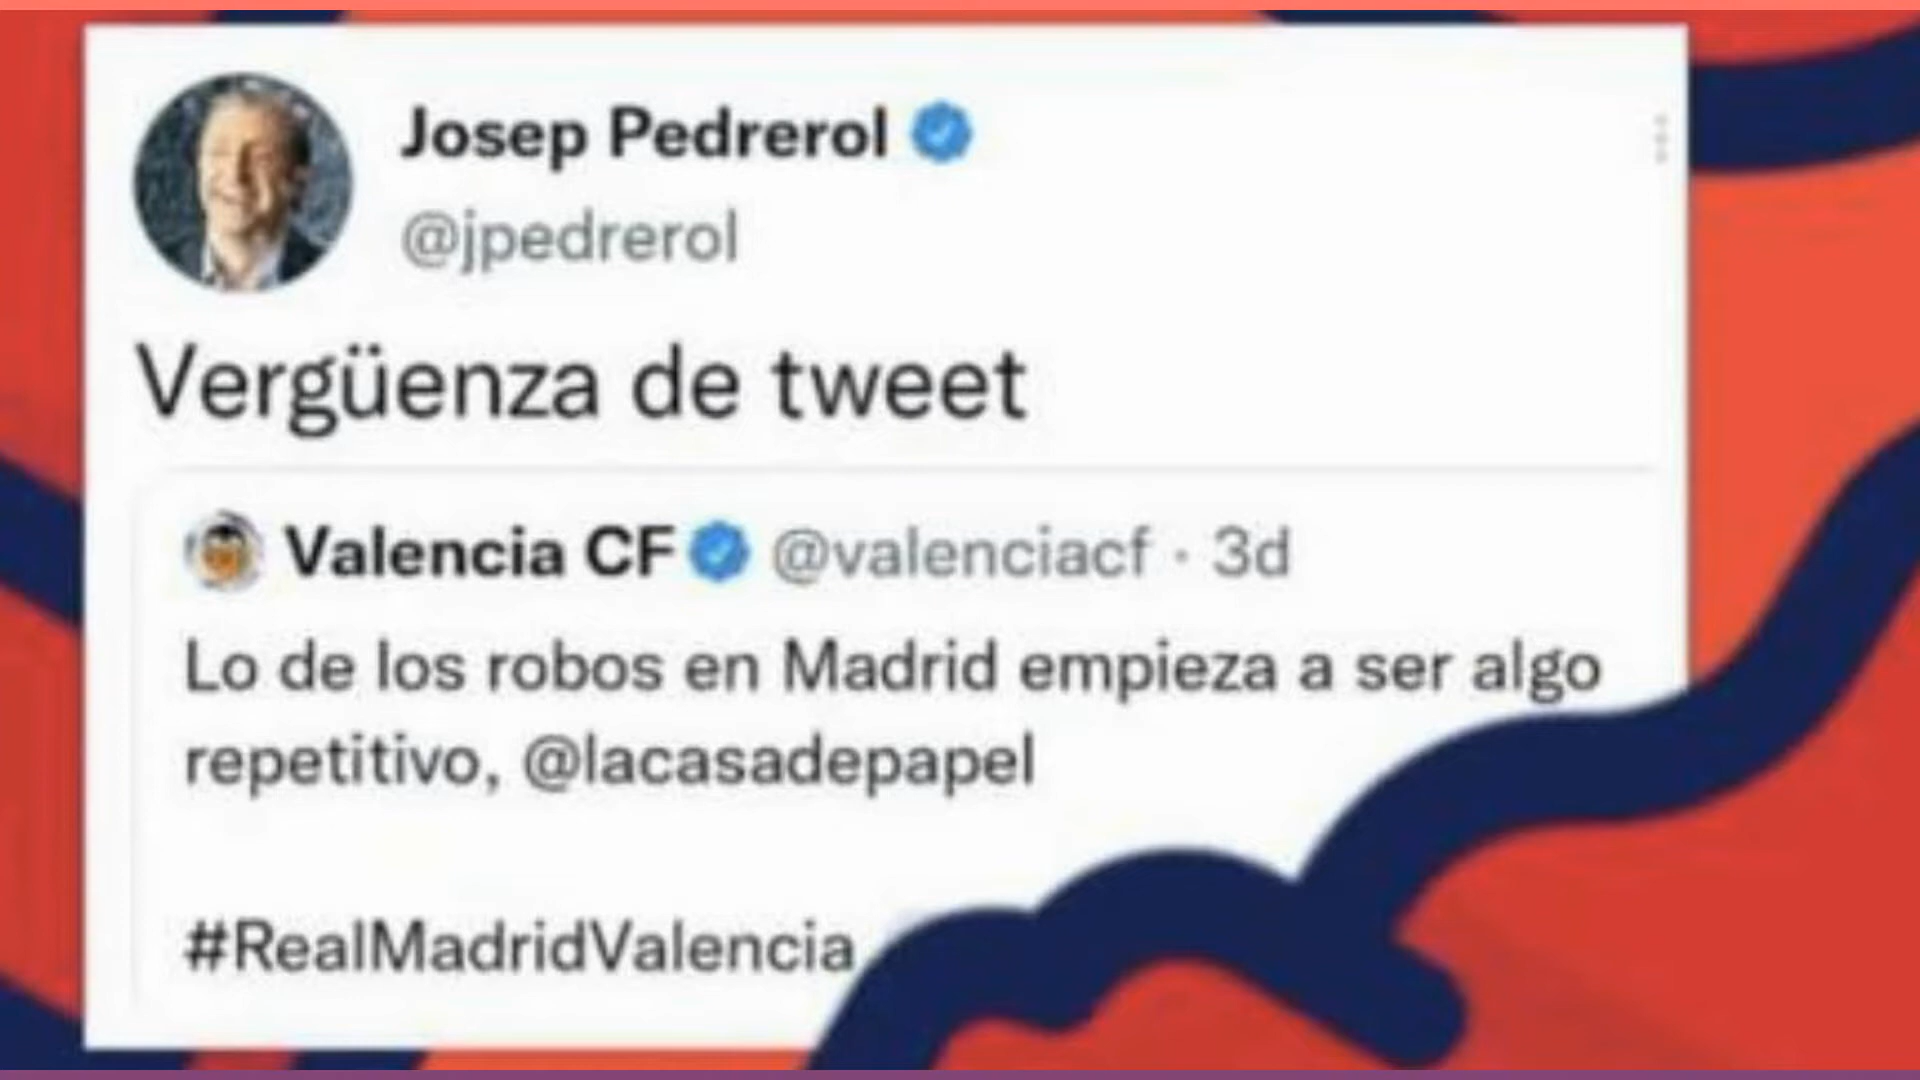 Josep Pedrerol
@jpedrerol
Vergüenza de tweet
Valencia CF @valenciacf · 3d
Lo de los robos en Madrid empieza a ser algo
repetitivo, @lacasadepapel
#RealMadridValencia